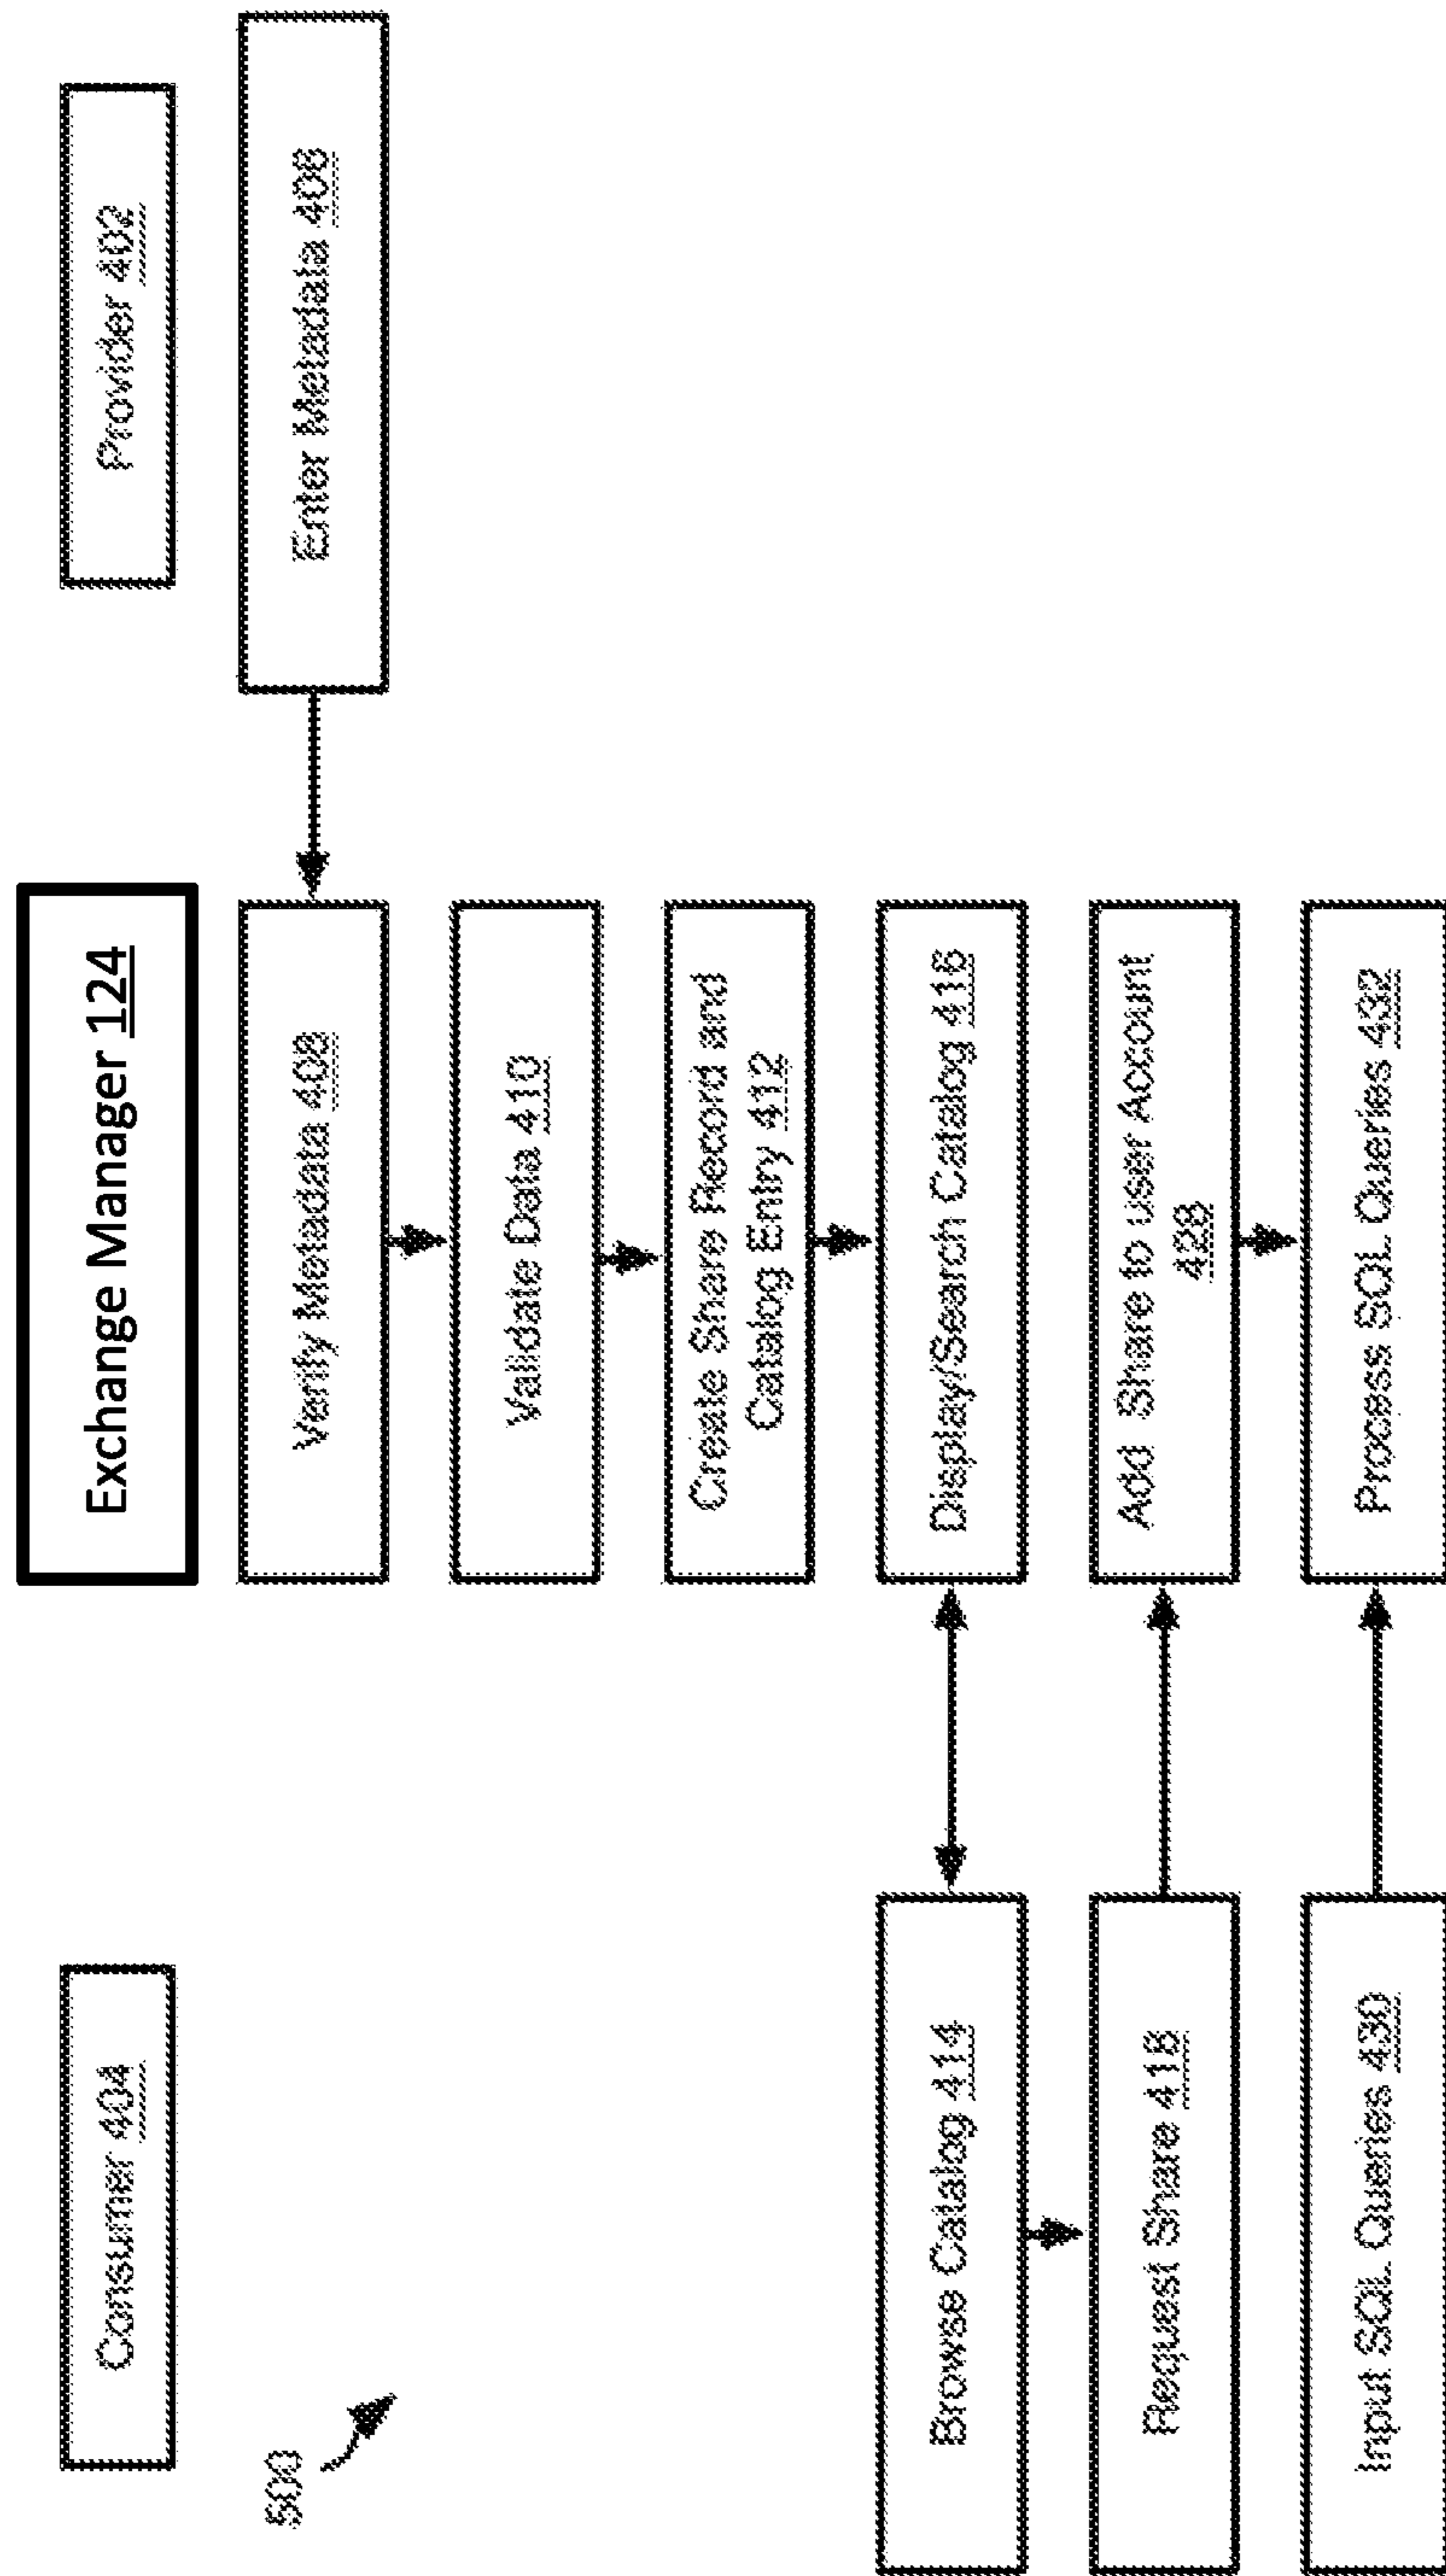 Consumer 404
Exchange Manager 124
Provider 402
500
Verify Metadata 408
Enter Metadata 406
Validate Data 410
Create Share Record and
Catalog Entry 412
Browse Catalog 414
Display/Search Catalog 416
Request Share 418
Add Share to user Account
428
Input SQL Queries 430
Process SQL Queries 432